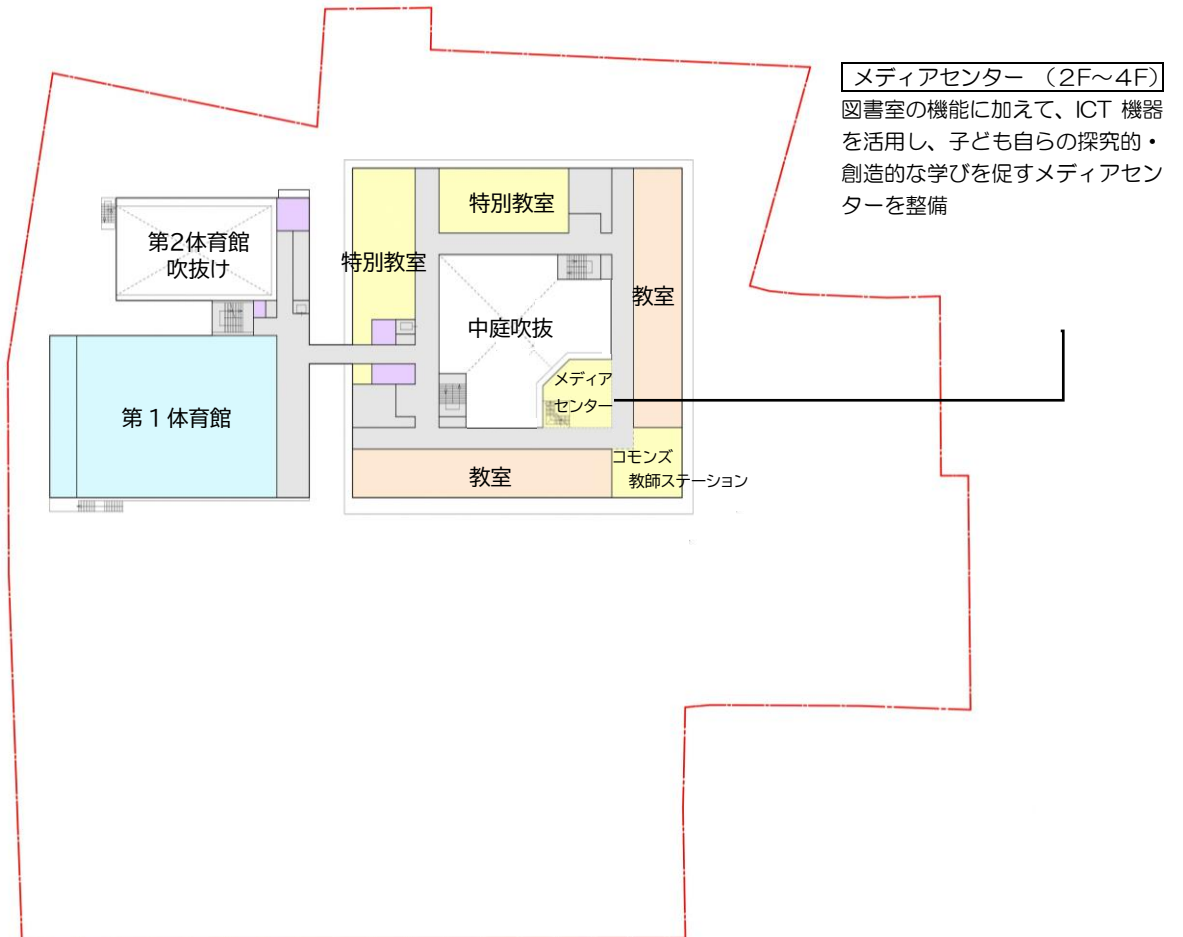 メディアセンター （２F～４F）
図書室の機能に加えて、ICT 機器
を活用し、子ども自らの探究的・
創造的な学びを促すメディアセン
ターを整備
特別教室
第2体育館
吹抜け
特別教室
教室
中庭吹抜
メディア
センター
第１体育館
コモンズ
教室
教師ステーション